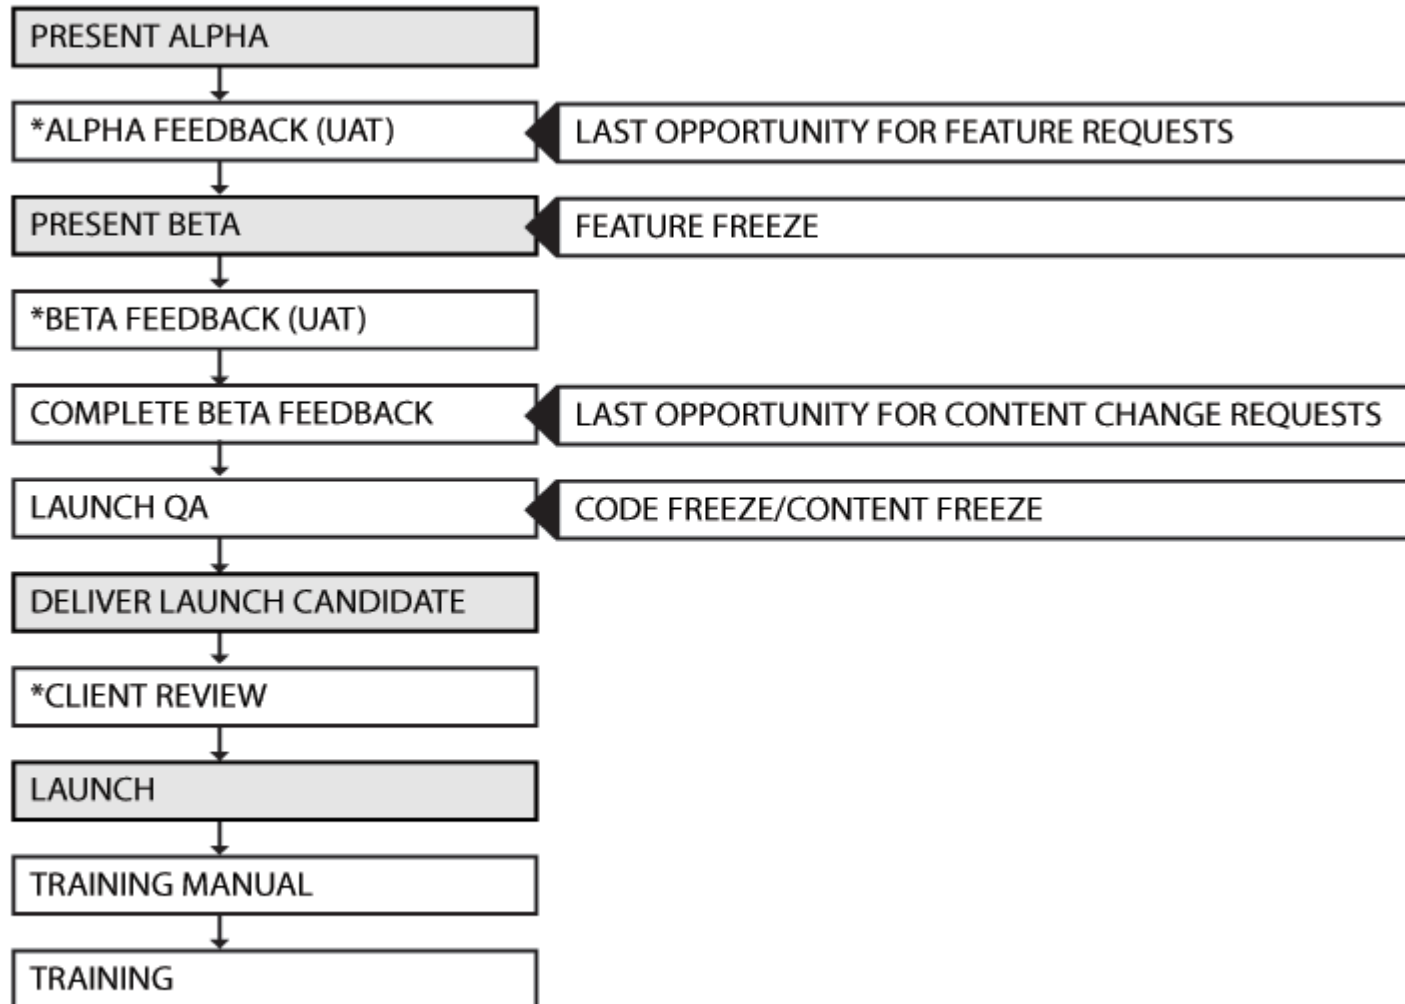 PRESENT ALPHA
*ALPHA FEEDBACK (UAT)
LAST OPPORTUNITY FOR FEATURE REQUESTS
PRESENT BETA
FEATURE FREEZE
*BETA FEEDBACK (UAT)
COMPLETE BETA FEEDBACK
LAST OPPORTUNITY FOR CONTENT CHANGE REQUESTS
LAUNCH QA
CODE FREEZE/CONTENT FREEZE
DELIVER LAUNCH CANDIDATE
*CLIENT REVIEW
LAUNCH
TRAINING MANUAL
TRAINING